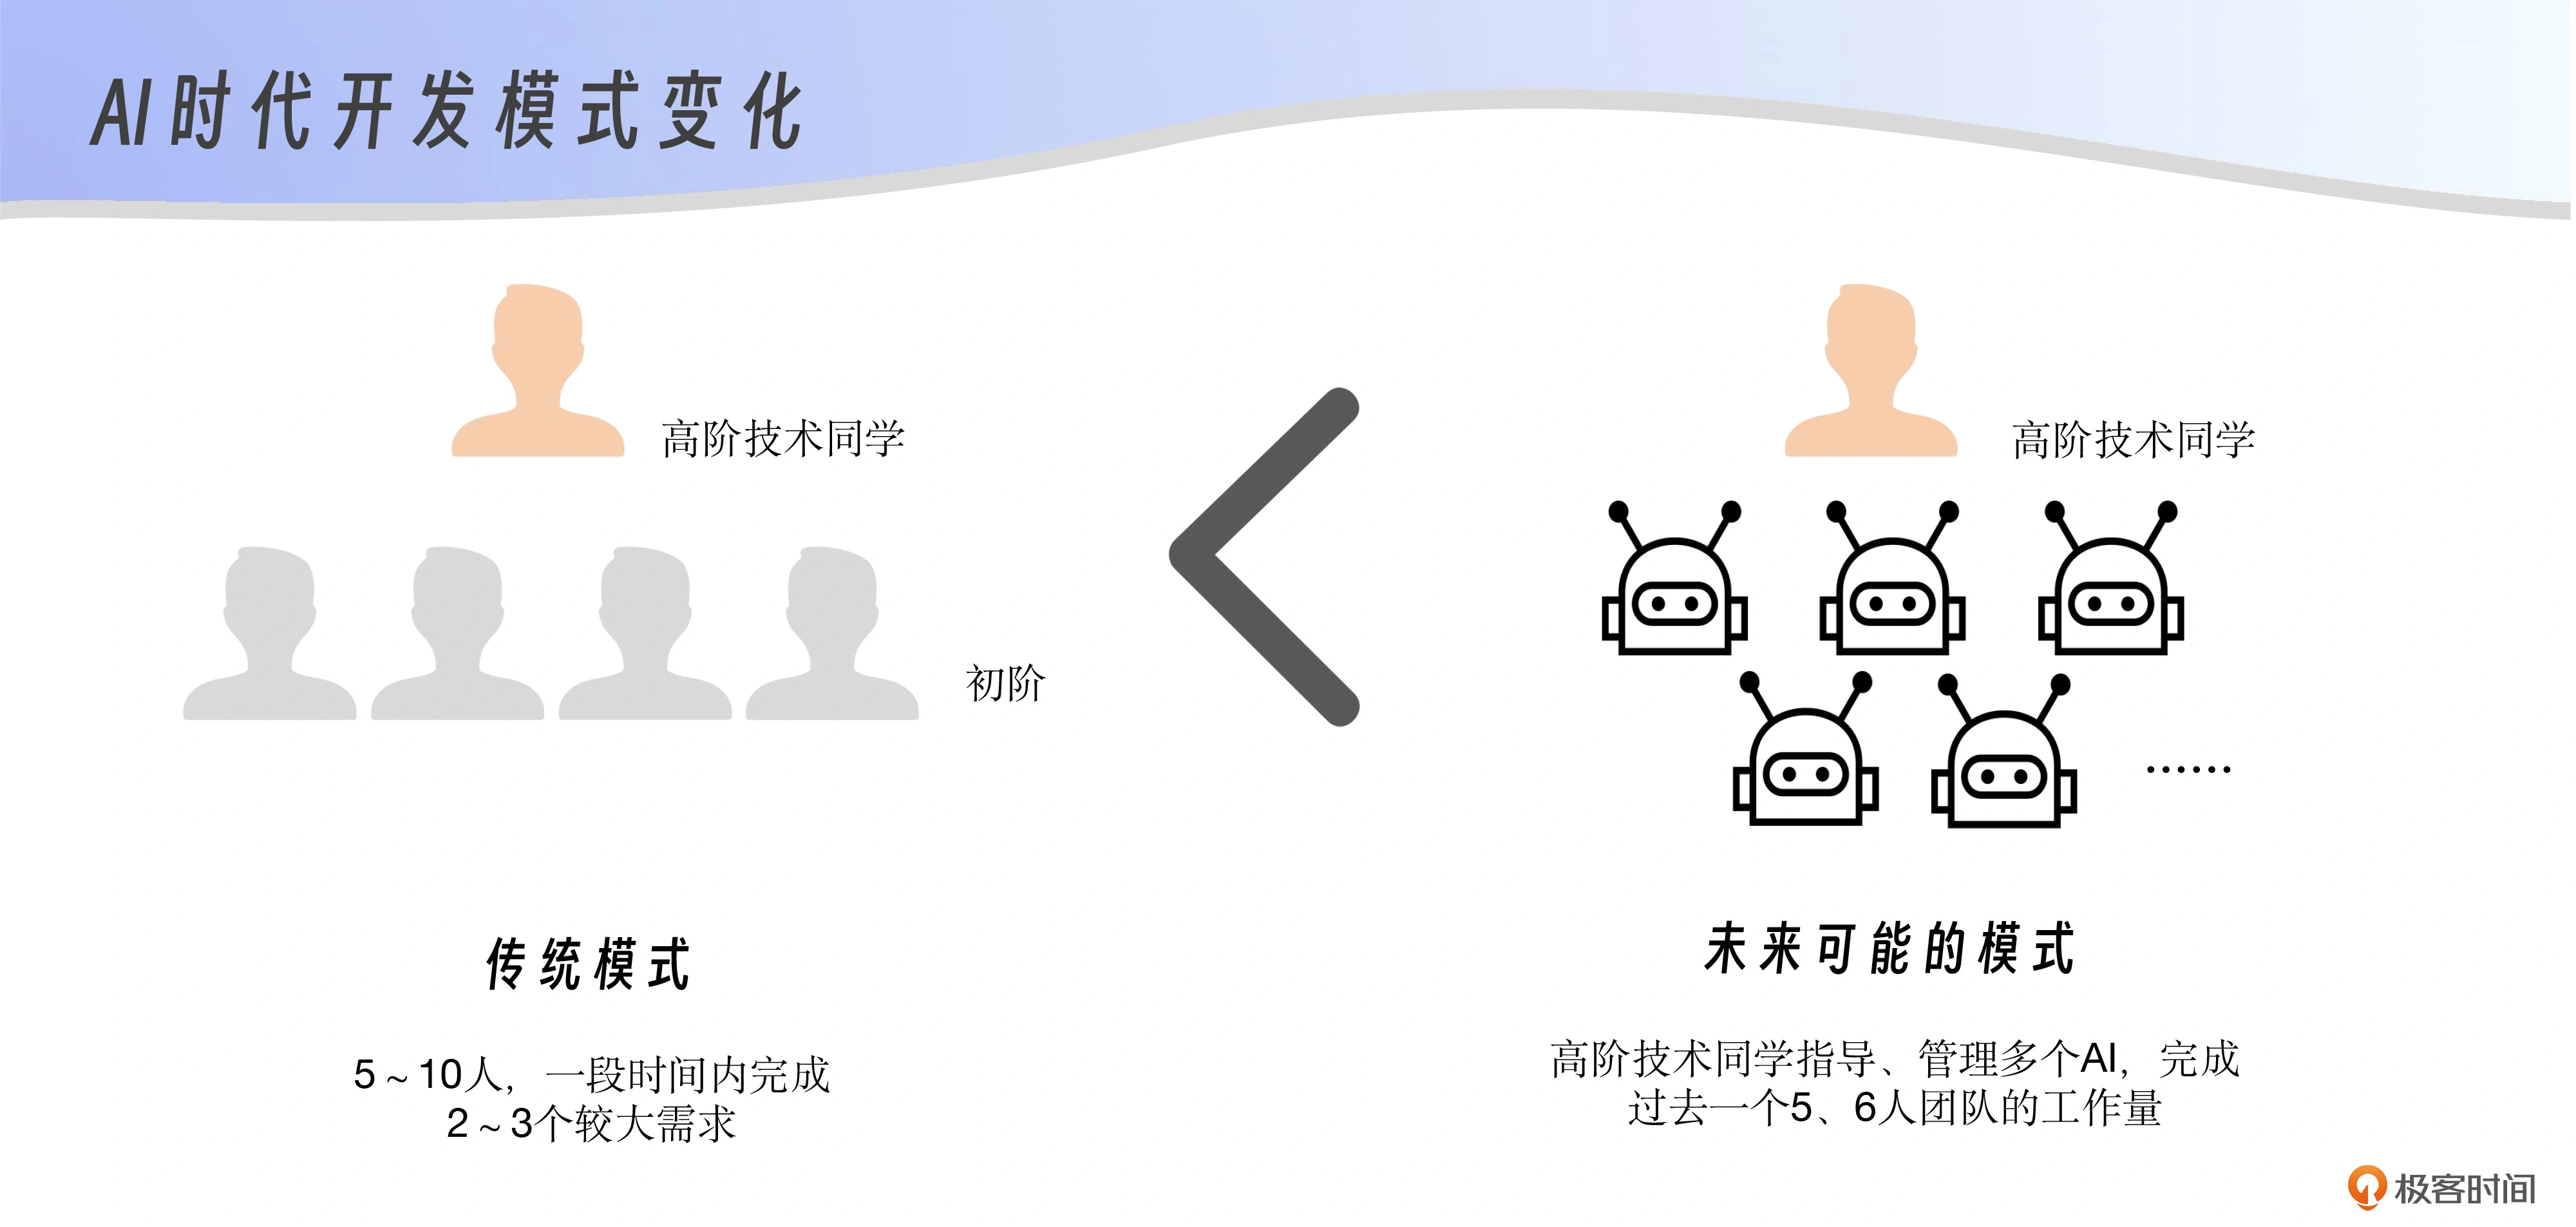 AI时代开发模式变化
高阶技术同学
高阶技术同学
初阶
......
传统模式
未来可能的模式
5~10人，一段时间内完成
2~3个较大需求
高阶技术同学指导、管理多个AI，完成
过去一个5、6人团队的工作量
极客时间